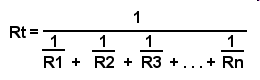 Rt = 1 / (1/R1 + 1/R2 + 1/R3 + . . . + 1/Rn)